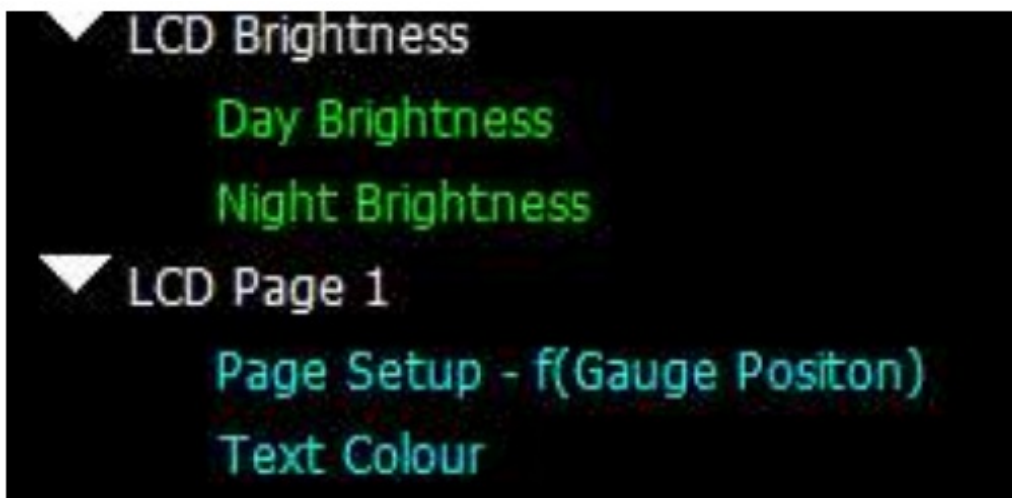 LCD Brightness
Day Brightness
Night Brightness
LCD Page 1
Page Setup - f(Gauge Positon)
Text Colour